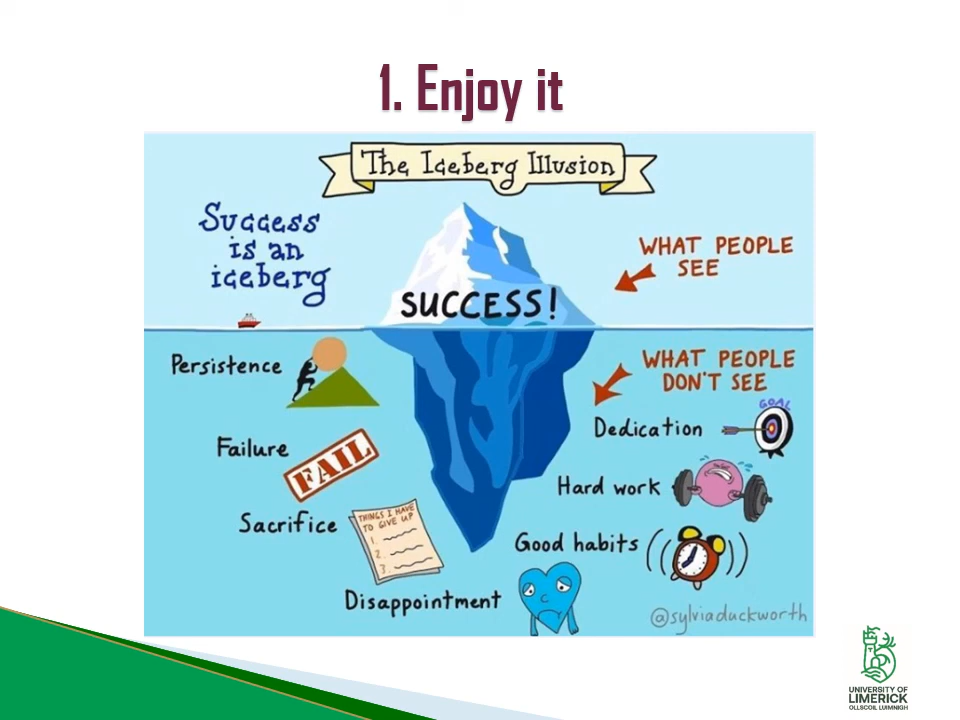 1. Enjoy it
The Iceberg Illusion
Success
is an
iceberg
WHAT PEOPLE
SEE
SUCCESS!
Persistence
WHAT PEOPLE
DON'T SEE
GOAL
Dedication
Failure
FAIL
Hard work
Sacrifice
THINGS I HAVE
TO GIVE UP
1.
2.
3.
Good habits
Disappointment
@sylviaduckworth
UNIVERSITY OF
LIMERICK
OLLSCOIL LUIMNIGH